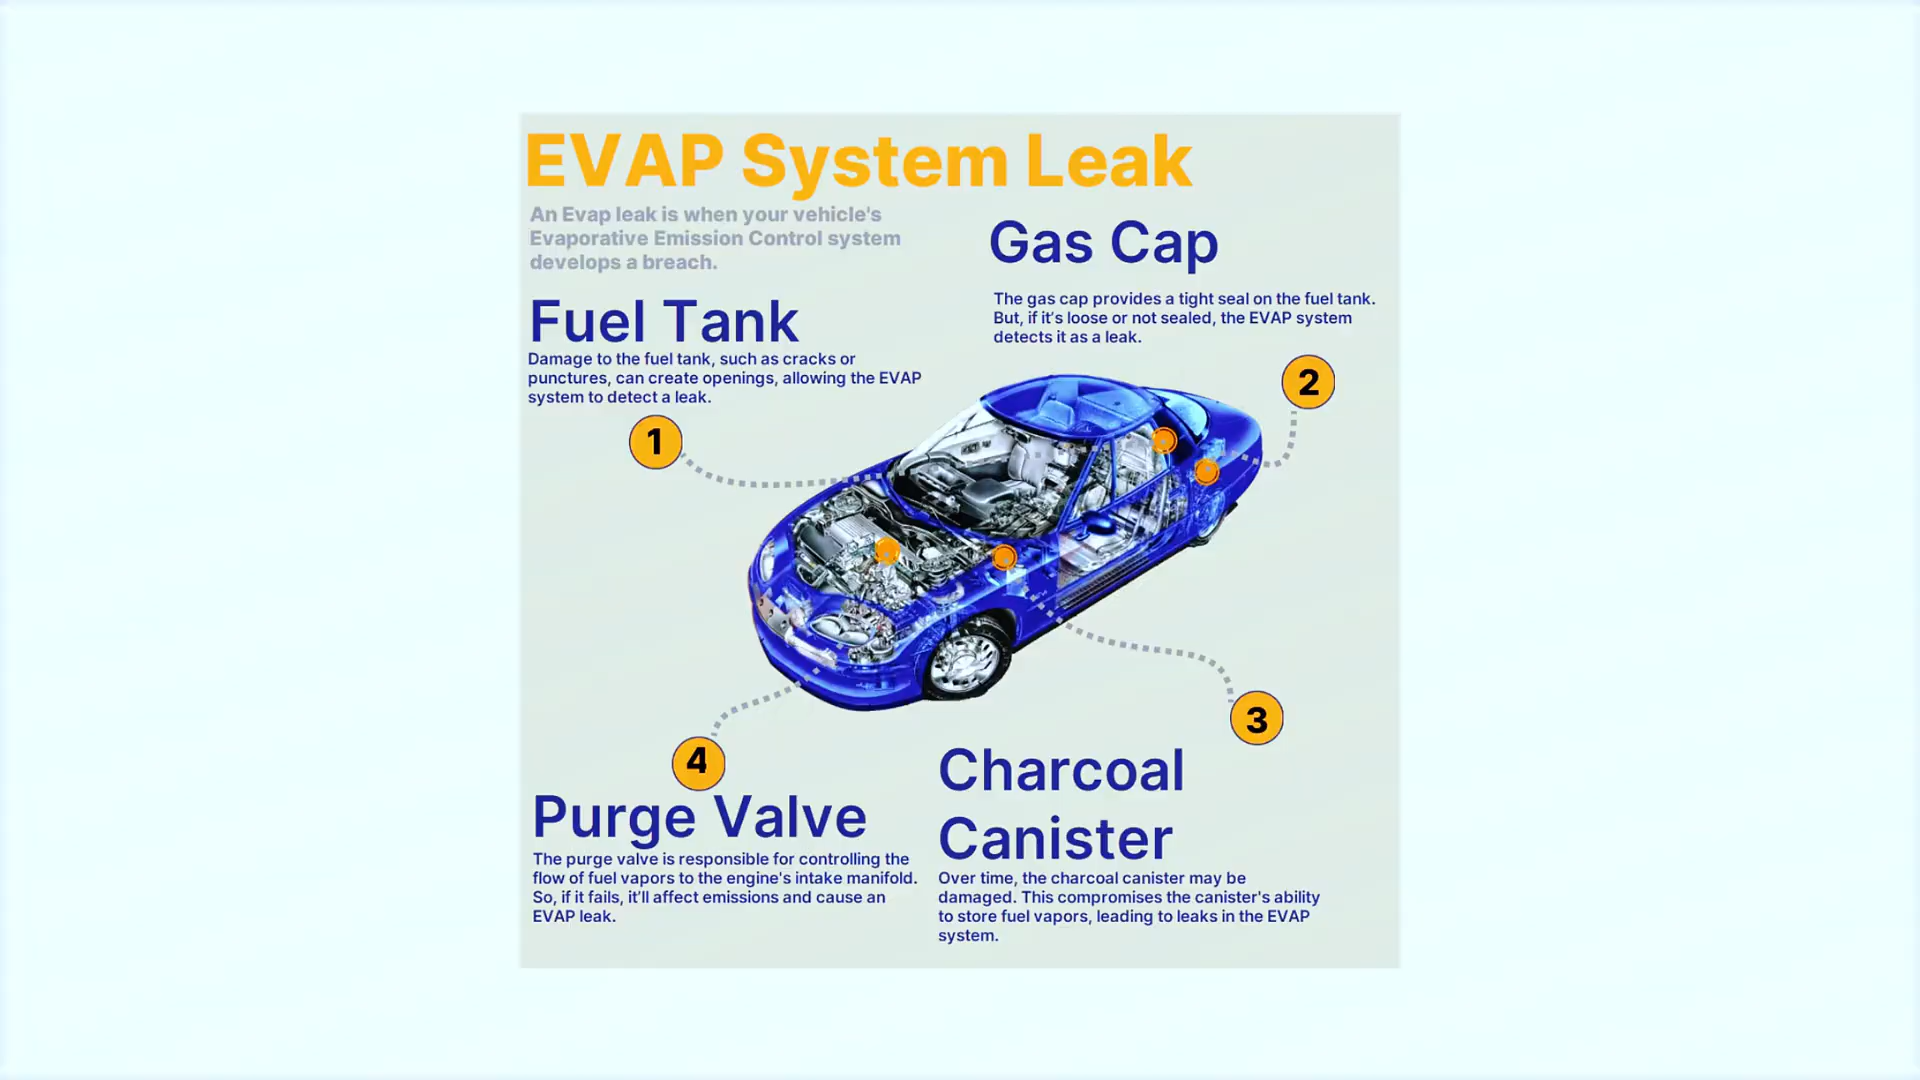 EVAP System Leak
An Evap leak is when your vehicle's
Evaporative Emission Control system
develops a breach.
Fuel Tank
Damage to the fuel tank, such as cracks or
punctures, can create openings, allowing the EVAP
system to detect a leak.
1
Gas Cap
The gas cap provides a tight seal on the fuel tank.
But, if it's loose or not sealed, the EVAP system
detects it as a leak.
2
3
Charcoal
Canister
Over time, the charcoal canister may be
damaged. This compromises the canister's ability
to store fuel vapors, leading to leaks in the EVAP
system.
4
Purge Valve
The purge valve is responsible for controlling the
flow of fuel vapors to the engine's intake manifold.
So, if it fails, it'll affect emissions and cause an
EVAP leak.